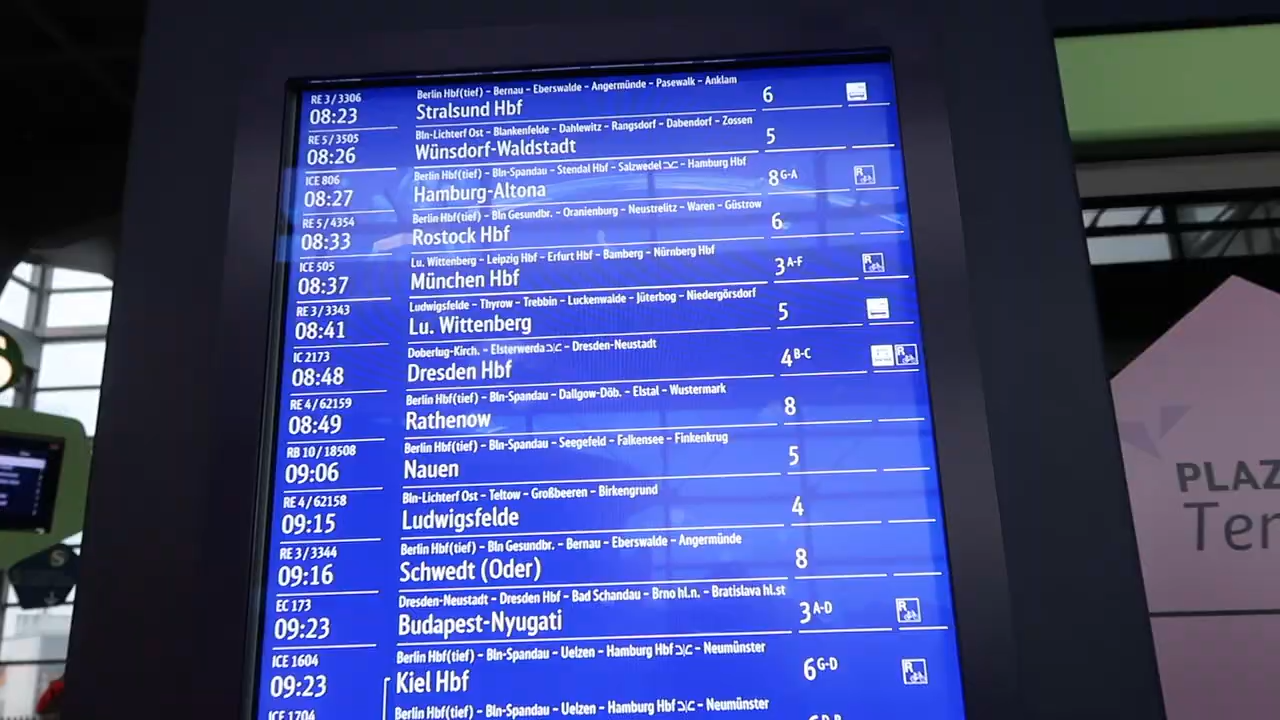 RE 3 / 3306 Berlin Hbf(tief) – Bernau – Eberswalde – Angermünde – Pasewalk – Anklam
08:23 Stralsund Hbf 6
RE 5 / 3505 Bln-Lichterf Ost – Blankenfelde – Dahlewitz – Rangsdorf – Dabendorf – Zossen
08:26 Wünsdorf-Waldstadt 5
ICE 806 Berlin Hbf(tief) – Bln-Spandau – Stendal Hbf – Salzwedel – Hamburg Hbf
08:27 Hamburg-Altona 8 G-A
RE 5 / 4354 Berlin Hbf(tief) – Bln Gesundbr. – Oranienburg – Neustrelitz – Waren – Güstrow
08:33 Rostock Hbf 6
ICE 505 Lu. Wittenberg – Leipzig Hbf – Erfurt Hbf – Bamberg – Nürnberg Hbf
08:37 München Hbf 3 A-F
RE 3 / 3343 Ludwigsfelde – Thyrow – Trebbin – Luckenwalde – Jüterbog – Niedergörsdorf
08:41 Lu. Wittenberg 5
IC 2173 Doberlug-Kirch. – Elsterwerda – Dresden-Neustadt
08:48 Dresden Hbf 4 B-C
RE 4 / 62159 Berlin Hbf(tief) – Bln-Spandau – Dallgow-Döb. – Elstal – Wustermark
08:49 Rathenow 8
RB 10 / 18508 Berlin Hbf(tief) – Bln-Spandau – Seegefeld – Falkensee – Finkenkrug
09:06 Nauen 5
RE 4 / 62158 Bln-Lichterf Ost – Teltow – Großbeeren – Birkengrund
09:15 Ludwigsfelde 4
RE 3 / 3344 Berlin Hbf(tief) – Bln Gesundbr. – Bernau – Eberswalde – Angermünde
09:16 Schwedt (Oder) 8
EC 173 Dresden-Neustadt – Dresden Hbf – Bad Schandau – Brno hl.n. – Bratislava hl.st
09:23 Budapest-Nyugati 3 A-D
ICE 1604 Berlin Hbf(tief) – Bln-Spandau – Uelzen – Hamburg Hbf – Neumünster
09:23 Kiel Hbf 6 G-D
ICE 1704 Berlin Hbf(tief) – Bln-Spandau – Uelzen – Hamburg Hbf – Neumünster
PLAZ
Ter
S